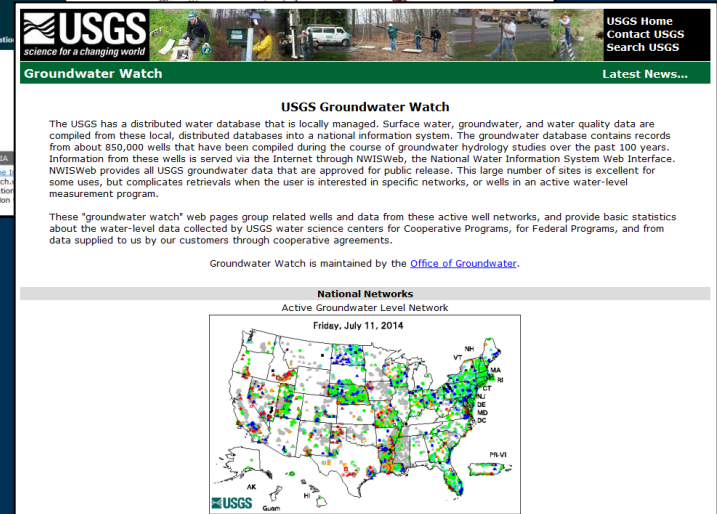 USGS
science for a changing world
USGS Home
Contact USGS
Search USGS
Groundwater Watch
Latest News...
USGS Groundwater Watch
The USGS has a distributed water database that is locally managed. Surface water, groundwater, and water quality data are
compiled from these local, distributed databases into a national information system. The groundwater database contains records
from about 850,000 wells that have been compiled during the course of groundwater hydrology studies over the past 100 years.
Information from these wells is served via the Internet through NWISWeb, the National Water Information System Web Interface.
NWISWeb provides all USGS groundwater data that are approved for public release. This large number of sites is excellent for
some uses, but complicates retrievals when the user is interested in specific networks, or wells in an active water-level
measurement program.
These "groundwater watch" web pages group related wells and data from these active well networks, and provide basic statistics
about the water-level data collected by USGS water science centers for Cooperative Programs, for Federal Programs, and from
data supplied to us by our customers through cooperative agreements.
Groundwater Watch is maintained by the Office of Groundwater.
National Networks
Active Groundwater Level Network
Friday, July 11, 2014
NH
VT
MA
RI
CT
NJ
DE
MD
DC
PR-VI
AK
HI
Guam
USGS